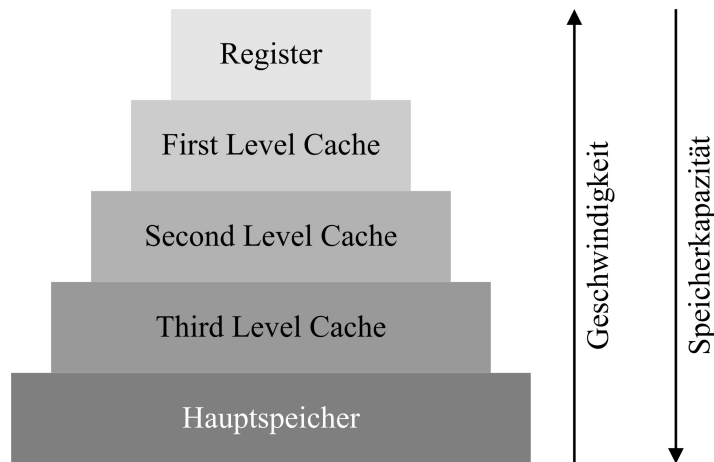 Register
First Level Cache
Second Level Cache
Third Level Cache
Hauptspeicher
Geschwindigkeit
Speicherkapazität